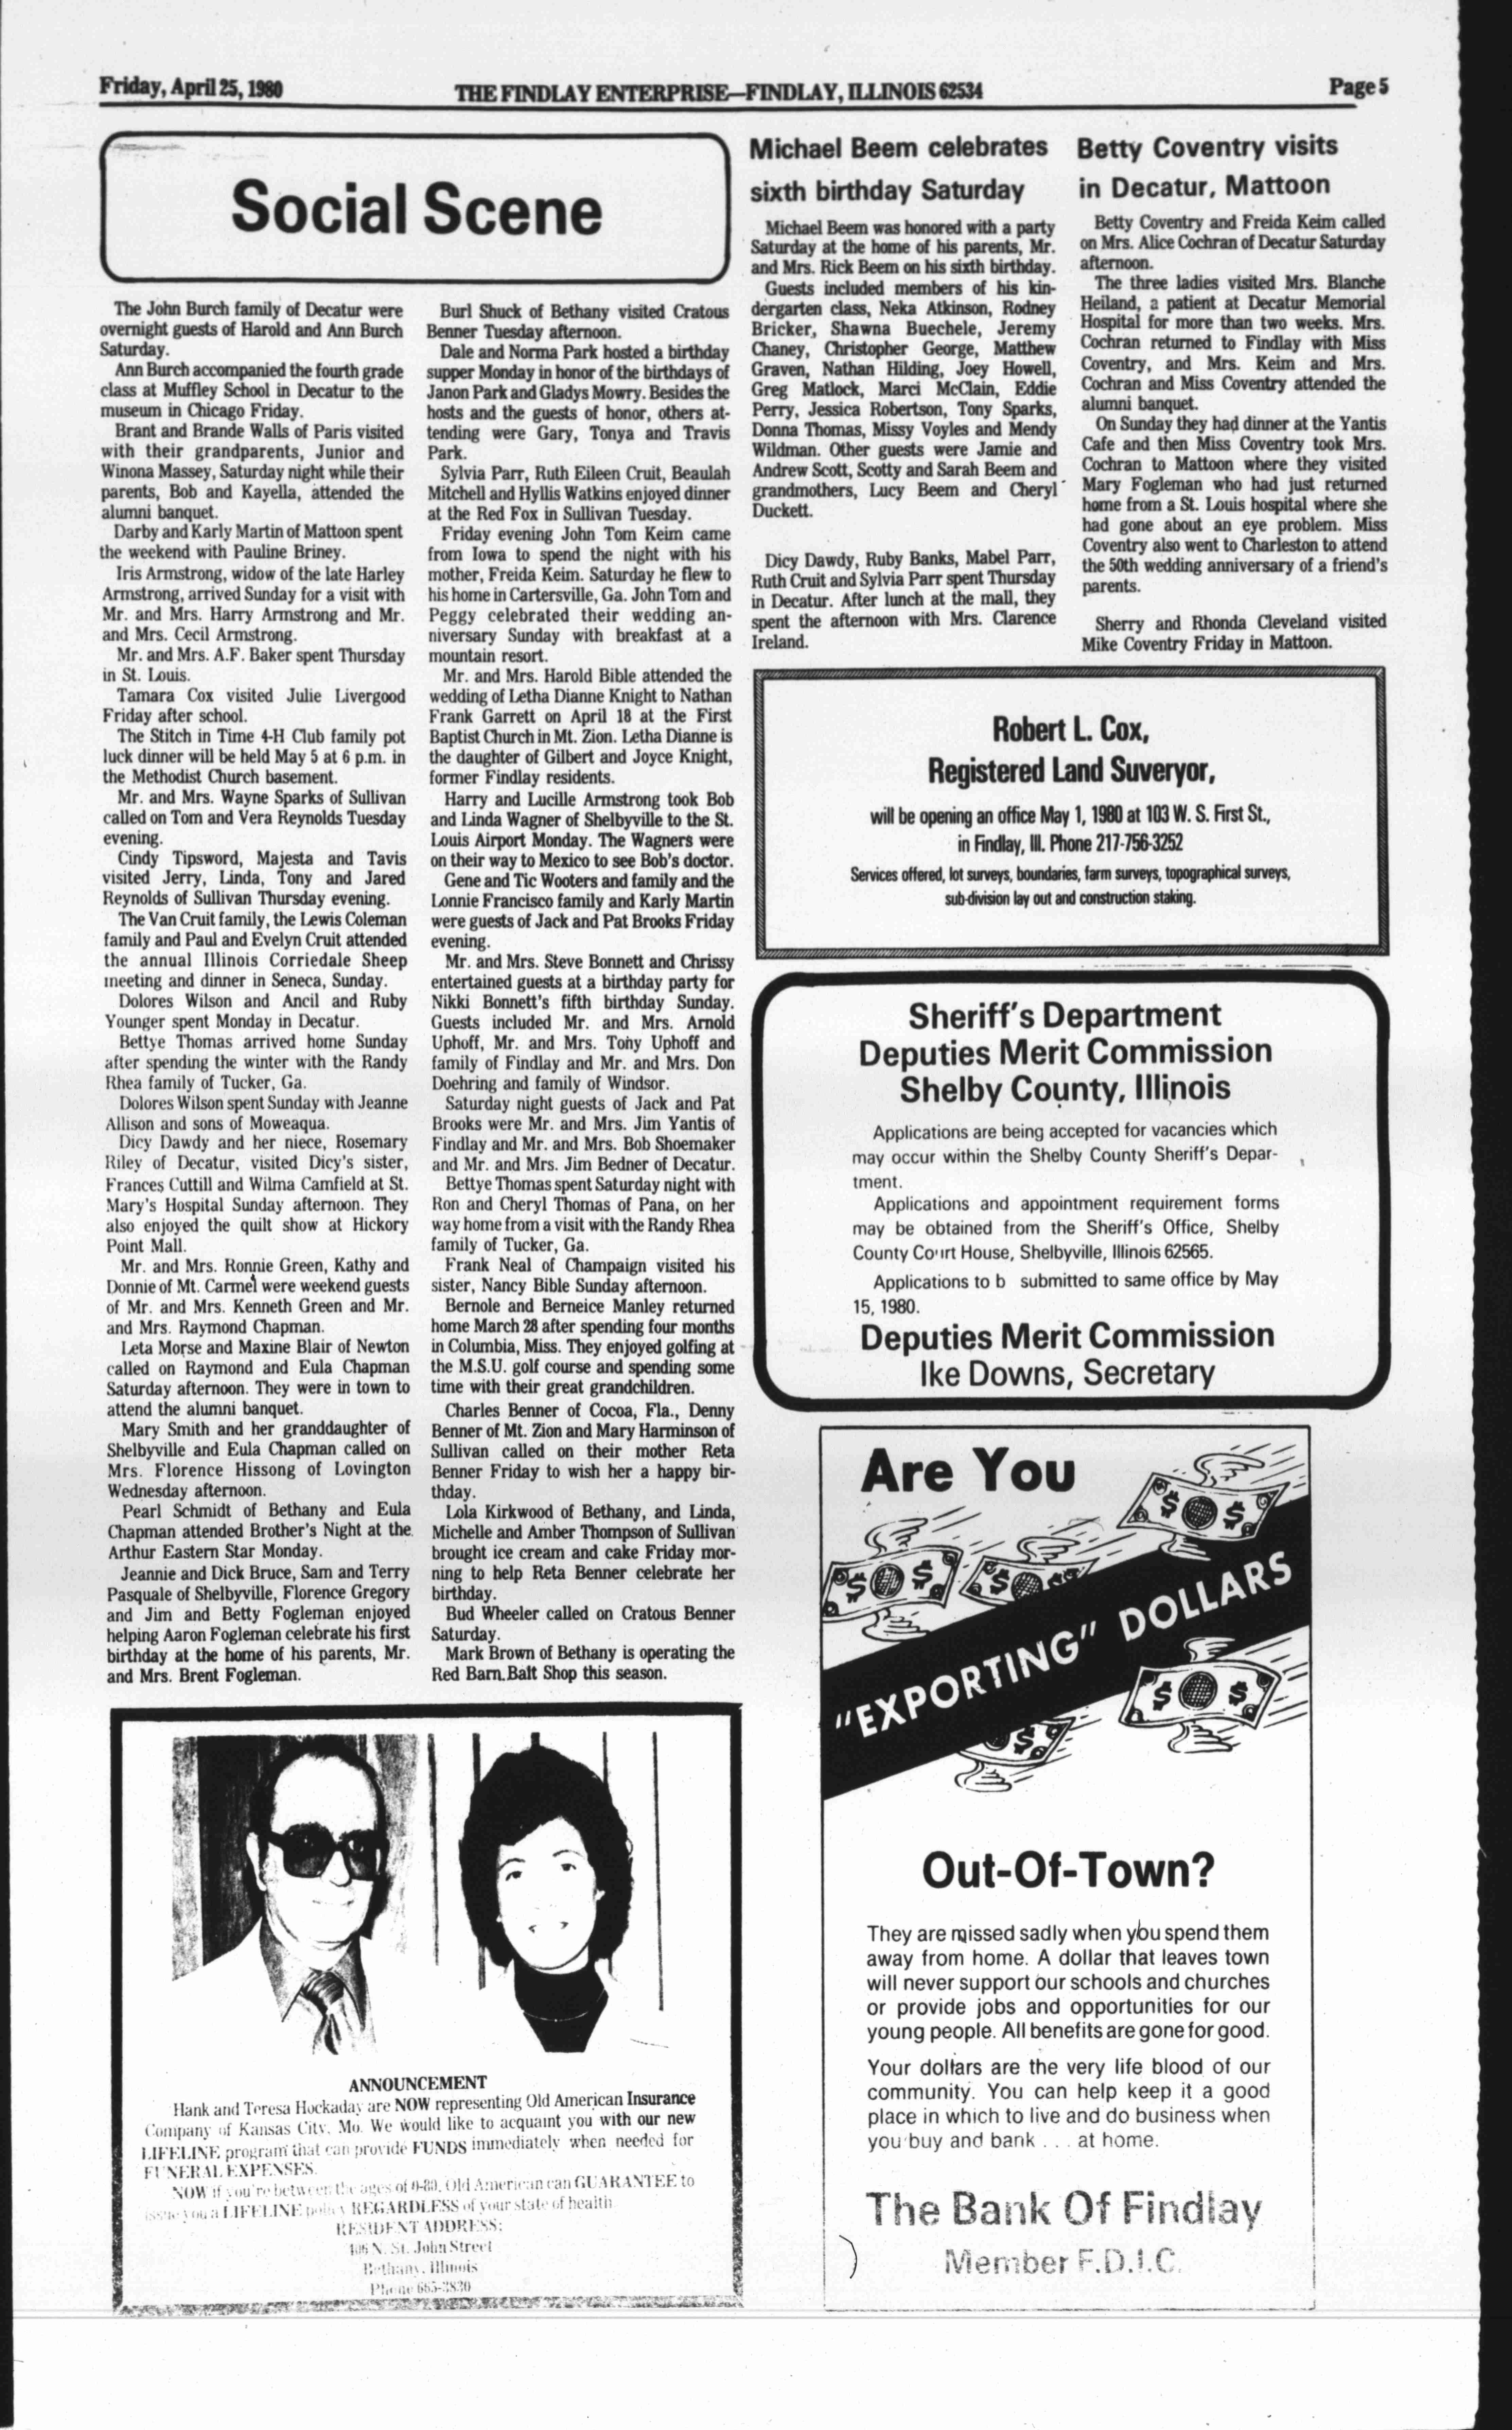 Friday, April 25, 1980
THE FINDLAY ENTERPRISE—FINDLAY, ILLINOIS 62534
Page 5
Social Scene
The John Burch family of Decatur were
overnight guests of Harold and Ann Burch
Saturday.
Ann Burch accompanied the fourth grade
class at Muffley School in Decatur to the
museum in Chicago Friday.
Brant and Brande Walls of Paris visited
with their grandparents, Junior and
Winona Massey, Saturday night while their
parents, Bob and Kayella, attended the
alumni banquet.
Darby and Karly Martin of Mattoon spent
the weekend with Pauline Briney.
Iris Armstrong, widow of the late Harley
Armstrong, arrived Sunday for a visit with
Mr. and Mrs. Harry Armstrong and Mr.
and Mrs. Cecil Armstrong.
Mr. and Mrs. A.F. Baker spent Thursday
in St. Louis.
Tamara Cox visited Julie Livergood
Friday after school.
The Stitch in Time 4-H Club family pot
luck dinner will be held May 5 at 6 p.m. in
the Methodist Church basement.
Mr. and Mrs. Wayne Sparks of Sullivan
called on Tom and Vera Reynolds Tuesday
evening.
Cindy Tipsword, Majesta and Tavis
visited Jerry, Linda, Tony and Jared
Reynolds of Sullivan Thursday evening.
The Van Cruit family, the Lewis Coleman
family and Paul and Evelyn Cruit attended
the annual Illinois Corriedale Sheep
meeting and dinner in Seneca, Sunday.
Dolores Wilson and Ancil and Ruby
Younger spent Monday in Decatur.
Bettye Thomas arrived home Sunday
after spending the winter with the Randy
Rhea family of Tucker, Ga.
Dolores Wilson spent Sunday with Jeanne
Allison and sons of Moweaqua.
Dicy Dawdy and her niece, Rosemary
Riley of Decatur, visited Dicy's sister,
Frances Cuttill and Wilma Camfield at St.
Mary's Hospital Sunday afternoon. They
also enjoyed the quilt show at Hickory
Point Mall.
Mr. and Mrs. Ronnie Green, Kathy and
Donnie of Mt. Carmel were weekend guests
of Mr. and Mrs. Kenneth Green and Mr.
and Mrs. Raymond Chapman.
Leta Morse and Maxine Blair of Newton
called on Raymond and Eula Chapman
Saturday afternoon. They were in town to
attend the alumni banquet.
Mary Smith and her granddaughter of
Shelbyville and Eula Chapman called on
Mrs. Florence Hissong of Lovington
Wednesday afternoon.
Pearl Schmidt of Bethany and Eula
Chapman attended Brother's Night at the
Arthur Eastern Star Monday.
Jeannie and Dick Bruce, Sam and Terry
Pasquale of Shelbyville, Florence Gregory
and Jim and Betty Fogleman enjoyed
helping Aaron Fogleman celebrate his first
birthday at the home of his parents, Mr.
and Mrs. Brent Fogleman.
Burl Shuck of Bethany visited Cratous
Benner Tuesday afternoon.
Dale and Norma Park hosted a birthday
supper Monday in honor of the birthdays of
Janon Park and Gladys Mowry. Besides the
hosts and the guests of honor, others at-
tending were Gary, Tonya and Travis
Park.
Sylvia Parr, Ruth Eileen Cruit, Beaulah
Mitchell and Hyllis Watkins enjoyed dinner
at the Red Fox in Sullivan Tuesday.
Friday evening John Tom Keim came
from Iowa to spend the night with his
mother, Freida Keim. Saturday he flew to
his home in Cartersville, Ga. John Tom and
Peggy celebrated their wedding an-
niversary Sunday with breakfast at a
mountain resort.
Mr. and Mrs. Harold Bible attended the
wedding of Letha Dianne Knight to Nathan
Frank Garrett on April 18 at the First
Baptist Church in Mt. Zion. Letha Dianne is
the daughter of Gilbert and Joyce Knight,
former Findlay residents.
Harry and Lucille Armstrong took Bob
and Linda Wagner of Shelbyville to the St.
Louis Airport Monday. The Wagners were
on their way to Mexico to see Bob's doctor.
Gene and Tic Wooters and family and the
Lonnie Francisco family and Karly Martin
were guests of Jack and Pat Brooks Friday
evening.
Mr. and Mrs. Steve Bonnett and Chrissy
entertained guests at a birthday party for
Nikki Bonnett's fifth birthday Sunday.
Guests included Mr. and Mrs. Arnold
Uphoff, Mr. and Mrs. Tony Uphoff and
family of Findlay and Mr. and Mrs. Don
Doehring and family of Windsor.
Saturday night guests of Jack and Pat
Brooks were Mr. and Mrs. Jim Yantis of
Findlay and Mr. and Mrs. Bob Shoemaker
and Mr. and Mrs. Jim Bedner of Decatur.
Bettye Thomas spent Saturday night with
Ron and Cheryl Thomas of Pana, on her
way home from a visit with the Randy Rhea
family of Tucker, Ga.
Frank Neal of Champaign visited his
sister, Nancy Bible Sunday afternoon.
Bernole and Berneice Manley returned
home March 28 after spending four months
in Columbia, Miss. They enjoyed golfing at
the M.S.U. golf course and spending some
time with their great grandchildren.
Charles Benner of Cocoa, Fla., Denny
Benner of Mt. Zion and Mary Harminson of
Sullivan called on their mother Reta
Benner Friday to wish her a happy bir-
thday.
Lola Kirkwood of Bethany, and Linda,
Michelle and Amber Thompson of Sullivan
brought ice cream and cake Friday mor-
ning to help Reta Benner celebrate her
birthday.
Bud Wheeler called on Cratous Benner
Saturday.
Mark Brown of Bethany is operating the
Red Barn Bait Shop this season.
Michael Beem celebrates
sixth birthday Saturday
Michael Beem was honored with a party
Saturday at the home of his parents, Mr.
and Mrs. Rick Beem on his sixth birthday.
Guests included members of his kin-
dergarten class, Neka Atkinson, Rodney
Bricker, Shawna Buechele, Jeremy
Chaney, Christopher George, Matthew
Graven, Nathan Hilding, Joey Howell,
Greg Matlock, Marci McClain, Eddie
Perry, Jessica Robertson, Tony Sparks,
Donna Thomas, Missy Voyles and Mendy
Wildman. Other guests were Jamie and
Andrew Scott, Scotty and Sarah Beem and
grandmothers, Lucy Beem and Cheryl
Duckett.
Dicy Dawdy, Ruby Banks, Mabel Parr,
Ruth Cruit and Sylvia Parr spent Thursday
in Decatur. After lunch at the mall, they
spent the afternoon with Mrs. Clarence
Ireland.
Betty Coventry visits
in Decatur, Mattoon
Betty Coventry and Freida Keim called
on Mrs. Alice Cochran of Decatur Saturday
afternoon.
The three ladies visited Mrs. Blanche
Heiland, a patient at Decatur Memorial
Hospital for more than two weeks. Mrs.
Cochran returned to Findlay with Miss
Coventry, and Mrs. Keim and Mrs.
Cochran and Miss Coventry attended the
alumni banquet.
On Sunday they had dinner at the Yantis
Cafe and then Miss Coventry took Mrs.
Cochran to Mattoon where they visited
Mary Fogleman who had just returned
home from a St. Louis hospital where she
had gone about an eye problem. Miss
Coventry also went to Charleston to attend
the 50th wedding anniversary of a friend's
parents.
Sherry and Rhonda Cleveland visited
Mike Coventry Friday in Mattoon.
Robert L. Cox,
Registered Land Suveryor,
will be opening an office May 1, 1980 at 103 W. S. First St.,
in Findlay, Ill. Phone 217-756-3252
Services offered, lot surveys, boundaries, farm surveys, topographical surveys,
sub-division lay out and construction staking.
Sheriff's Department
Deputies Merit Commission
Shelby County, Illinois
Applications are being accepted for vacancies which
may occur within the Shelby County Sheriff's Depar-
tment.
Applications and appointment requirement forms
may be obtained from the Sheriff's Office, Shelby
County Court House, Shelbyville, Illinois 62565.
Applications to b submitted to same office by May
15, 1980.
Deputies Merit Commission
Ike Downs, Secretary
Are You
"EXPORTING" DOLLARS
Out-Of-Town?
They are missed sadly when you spend them
away from home. A dollar that leaves town
will never support our schools and churches
or provide jobs and opportunities for our
young people. All benefits are gone for good.
Your dollars are the very life blood of our
community. You can help keep it a good
place in which to live and do business when
you buy and bank . . . at home.
The Bank Of Findlay
Member F.D.I.C.
ANNOUNCEMENT
Hank and Teresa Hockaday are NOW representing Old American Insurance
Company of Kansas City, Mo. We would like to acquaint you with our new
LIFELINE program that can provide FUNDS immediately when needed for
FUNERAL EXPENSES.
NOW if you're between the ages of 0-80, Old American can GUARANTEE to
issue you a LIFELINE policy REGARDLESS of your state of health
RESIDENT ADDRESS:
406 N. St. John Street
Bethany, Illinois
Phone 665-3830